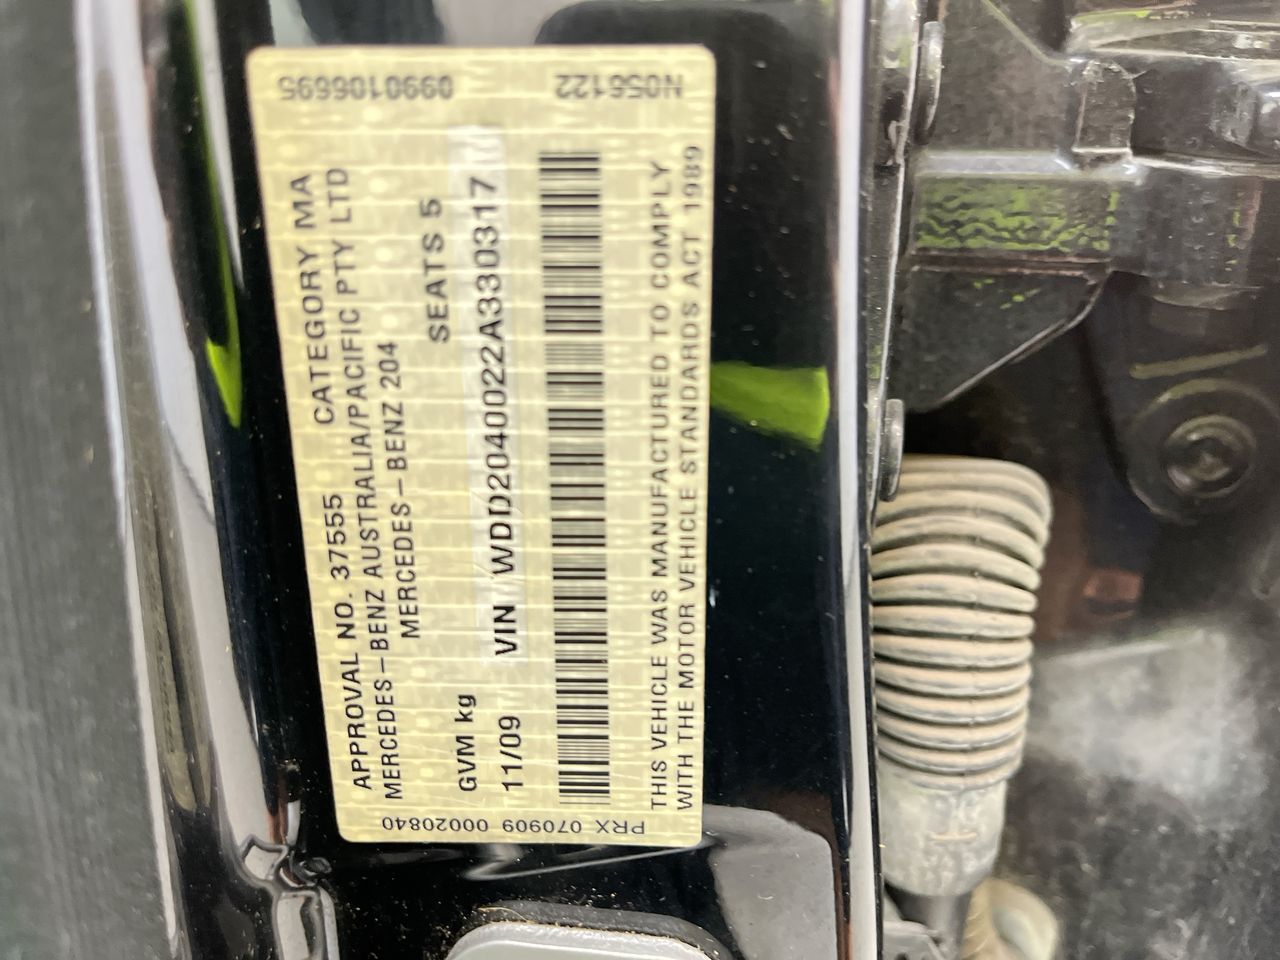 APPROVAL NO. 37555 CATEGORY MA
MERCEDES-BENZ AUSTRALIA/PACIFIC PTY LTD
MERCEDES-BENZ 204
GVM kg SEATS 5
11/09 VIN WDD2040022A330317
THIS VEHICLE WAS MANUFACTURED TO COMPLY
WITH THE MOTOR VEHICLE STANDARDS ACT 1989
0990106695 N056122
PRX 070909 00020840